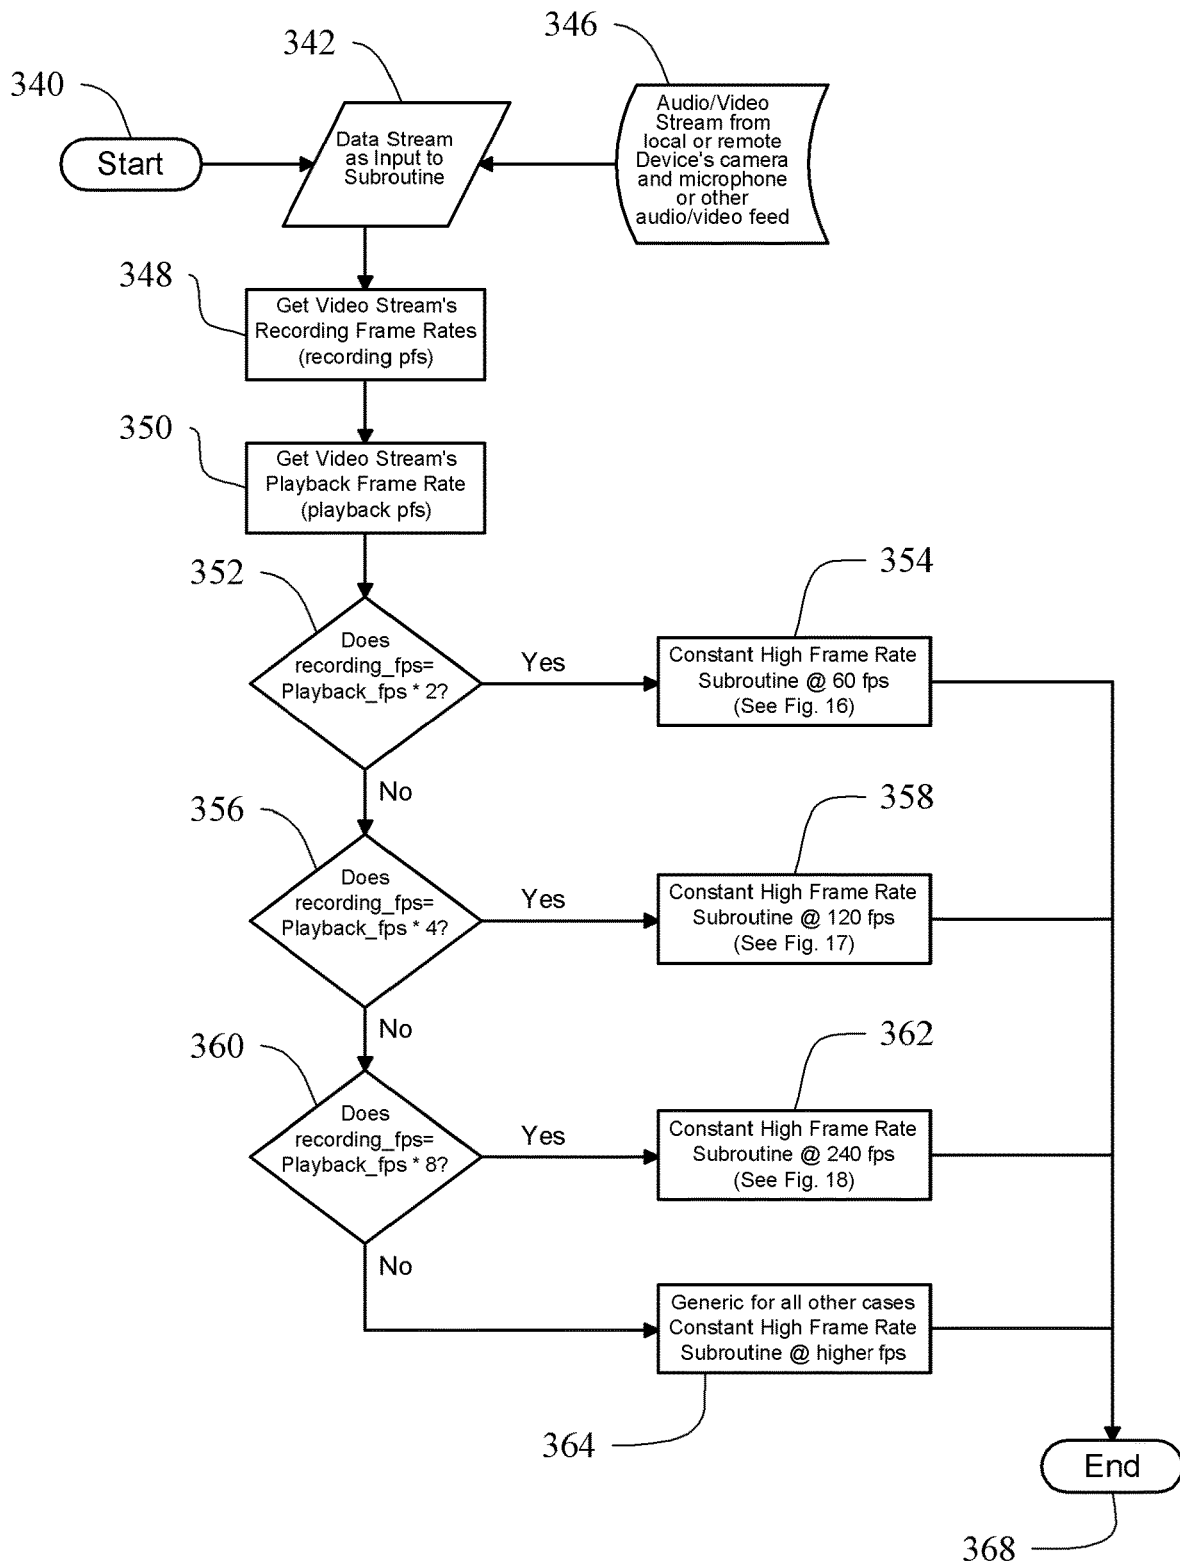 342
346
340
Start
Data Stream
as Input to
Subroutine
Audio/Video
Stream from
local or remote
Device's camera
and microphone
or other
audio/video feed
348
Get Video Stream's
Recording Frame Rates
(recording pfs)
350
Get Video Stream's
Playback Frame Rate
(playback pfs)
352
Does
recording_fps=
Playback_fps * 2?
Yes
354
Constant High Frame Rate
Subroutine @ 60 fps
(See Fig. 16)
No
356
Does
recording_fps=
Playback_fps * 4?
Yes
358
Constant High Frame Rate
Subroutine @ 120 fps
(See Fig. 17)
No
360
Does
recording_fps=
Playback_fps * 8?
Yes
362
Constant High Frame Rate
Subroutine @ 240 fps
(See Fig. 18)
No
Generic for all other cases
Constant High Frame Rate
Subroutine @ higher fps
364
End
368